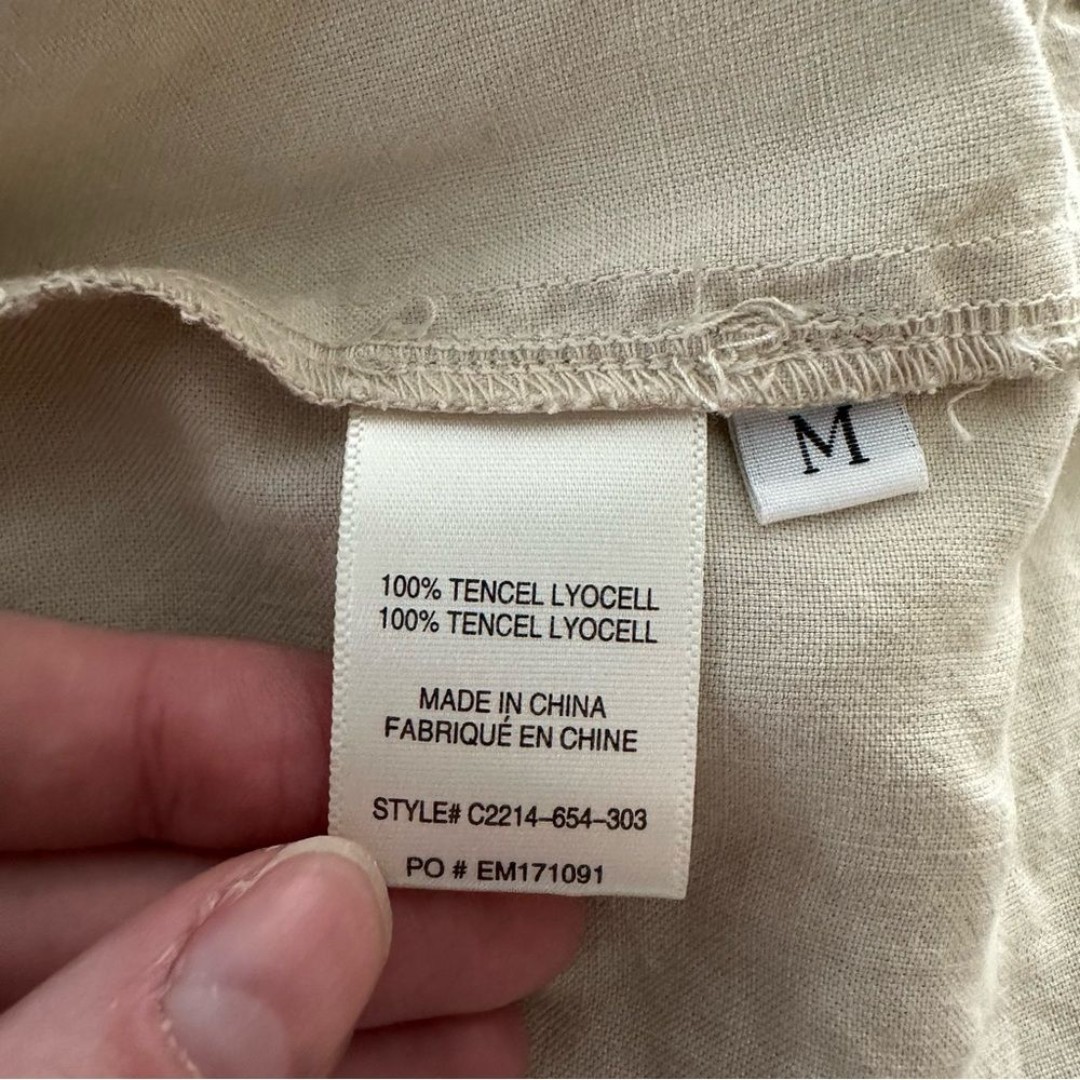 M
100% TENCEL LYOCELL
100% TENCEL LYOCELL
MADE IN CHINA
FABRIQUÉ EN CHINE
STYLE# C2214-654-303
PO # EM171091